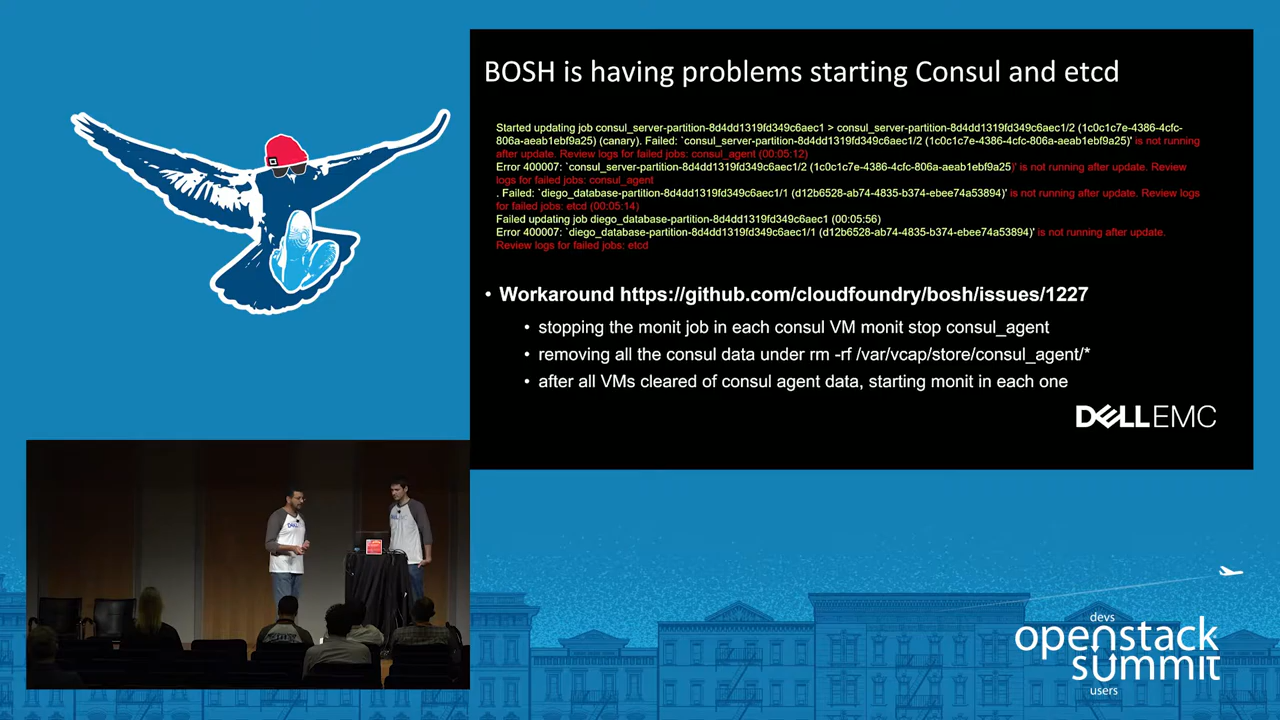 BOSH is having problems starting Consul and etcd
Started updating job consul_server-partition-8d4dd1319fd349c6aec1 > consul_server-partition-8d4dd1319fd349c6aec1/2 (1c0c1c7e-4386-4cfc-
806a-aeab1ebf9a25) (canary). Failed: `consul_server-partition-8d4dd1319fd349c6aec1/2 (1c0c1c7e-4386-4cfc-806a-aeab1ebf9a25)' is not running
after update. Review logs for failed jobs: consul_agent (00:05:12)
Error 400007: `consul_server-partition-8d4dd1319fd349c6aec1/2 (1c0c1c7e-4386-4cfc-806a-aeab1ebf9a25)' is not running after update. Review
logs for failed jobs: consul_agent
. Failed: `diego_database-partition-8d4dd1319fd349c6aec1/1 (d12b6528-ab74-4835-b374-ebee74a53894)' is not running after update. Review logs
for failed jobs: etcd (00:05:14)
Failed updating job diego_database-partition-8d4dd1319fd349c6aec1 (00:05:56)
Error 400007: `diego_database-partition-8d4dd1319fd349c6aec1/1 (d12b6528-ab74-4835-b374-ebee74a53894)' is not running after update.
Review logs for failed jobs: etcd
• Workaround https://github.com/cloudfoundry/bosh/issues/1227
• stopping the monit job in each consul VM monit stop consul_agent
• removing all the consul data under rm -rf /var/vcap/store/consul_agent/*
• after all VMs cleared of consul agent data, starting monit in each one
DELL EMC
devs
openstack
summit
users